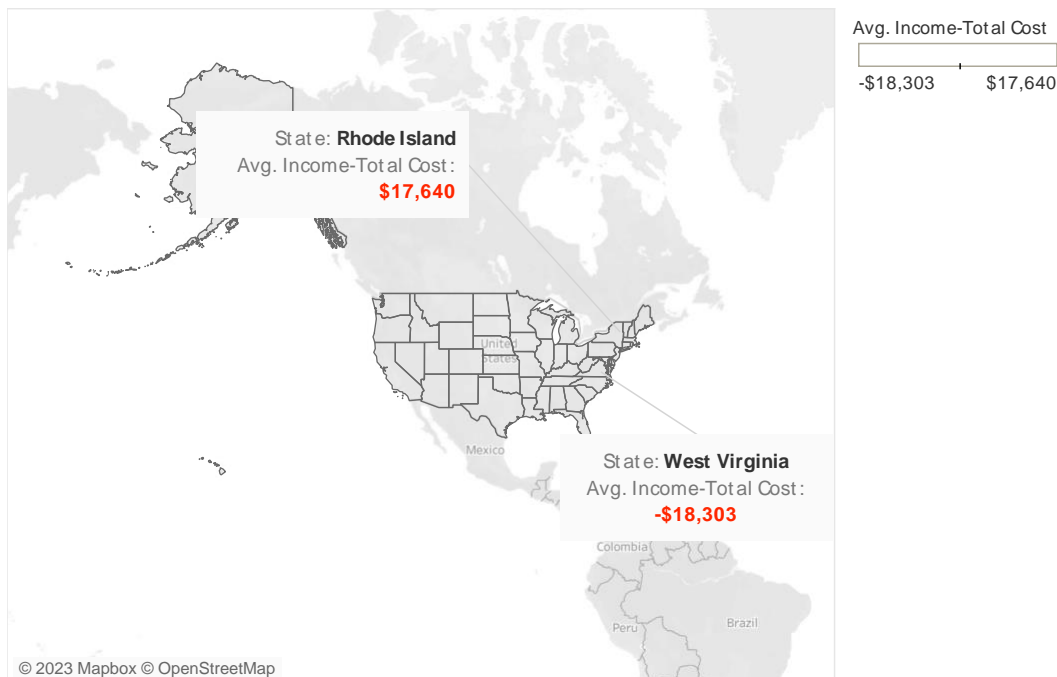 Avg. Income-Total Cost
-$18,303 $17,640
State: Rhode Island
Avg. Income-Total Cost:
$17,640
United
States
Mexico
State: West Virginia
Avg. Income-Total Cost:
-$18,303
Colombia
Peru
Brazil
© 2023 Mapbox © OpenStreetMap